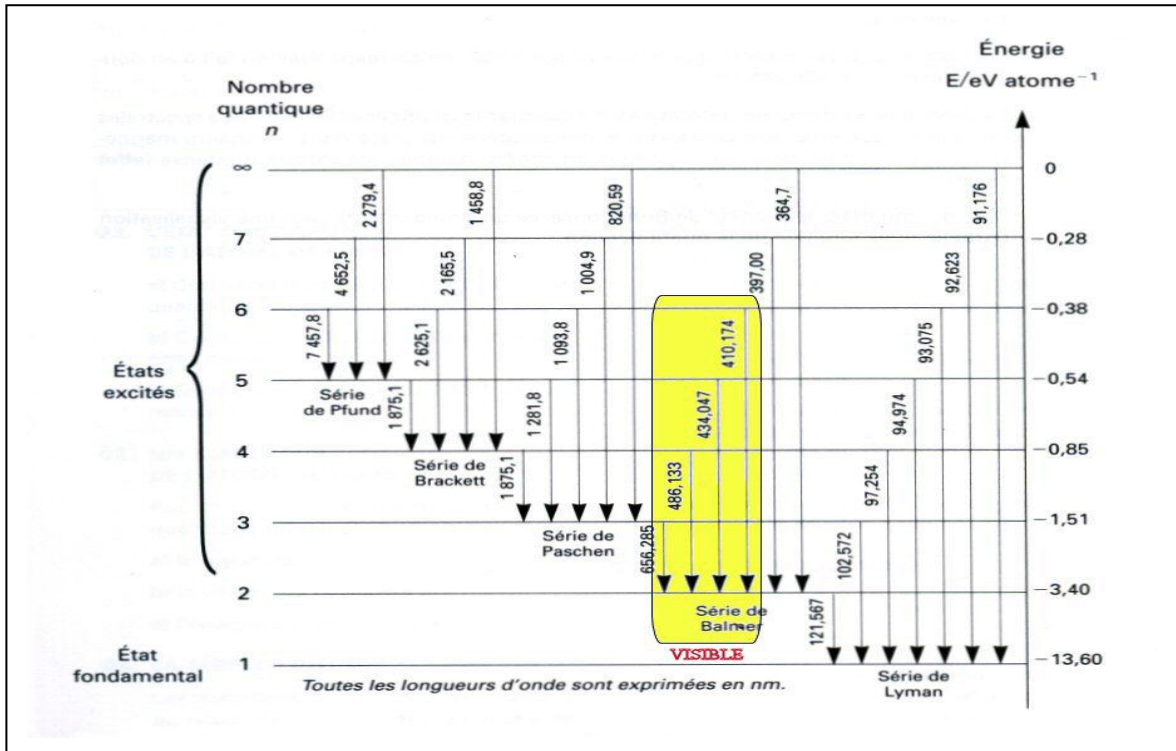 Énergie
E/eV atome⁻¹
Nombre
quantique
n
∞
0
2 279,4
1 458,8
820,59
364,7
91,176
7
-0,28
4 652,5
2 165,5
1 004,9
397,00
92,623
6
-0,38
7 457,8
2 625,1
1 093,8
410,174
93,075
États
excités
5
-0,54
Série
de Pfund
1 875,1
1 281,8
434,047
94,974
4
-0,85
Série de
Brackett
1 875,1
486,133
97,254
3
-1,51
Série de
Paschen
656,285
102,572
2
-3,40
Série de
Balmer
121,567
VISIBLE
État
fondamental
1
-13,60
Série de
Lyman
Toutes les longueurs d'onde sont exprimées en nm.